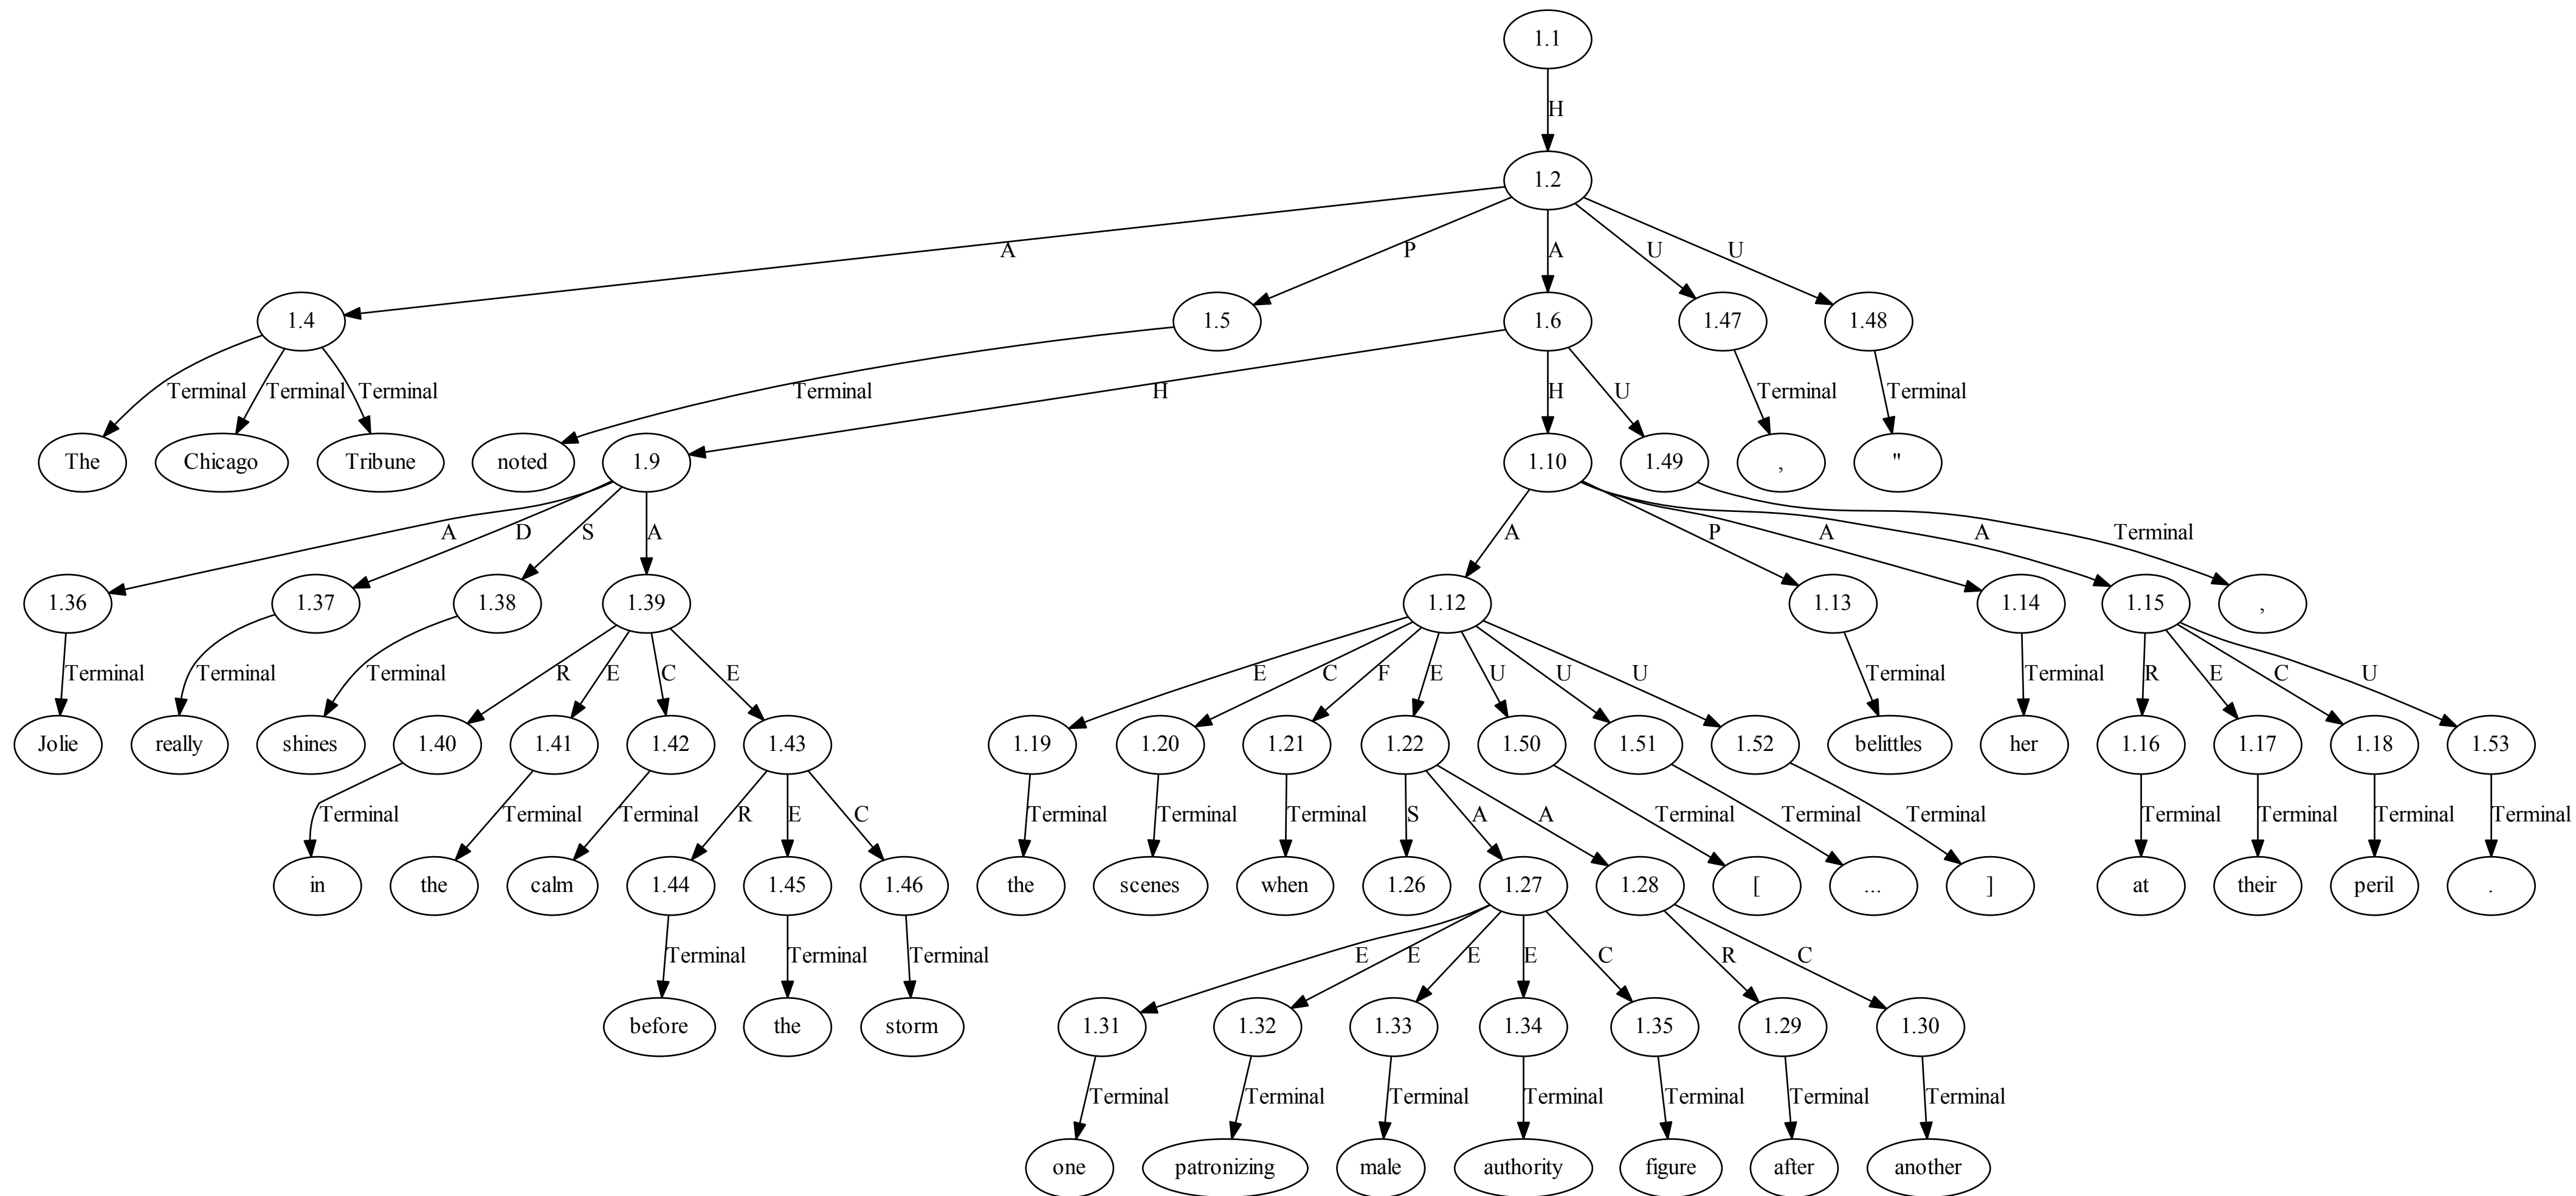 1.1
H
1.2
A P A U U
1.4 1.5 1.6 1.47 1.48
Terminal Terminal Terminal Terminal H H U Terminal Terminal
The Chicago Tribune noted 1.9 1.10 1.49 , "
A D S A A P A A Terminal
1.36 1.37 1.38 1.39 1.12 1.13 1.14 1.15 ,
Terminal Terminal Terminal R E C E E C F E U U U Terminal Terminal R E C U
Jolie really shines 1.40 1.41 1.42 1.43 1.19 1.20 1.21 1.22 1.50 1.51 1.52 belittles her 1.16 1.17 1.18 1.53
Terminal Terminal Terminal R E C Terminal Terminal Terminal S A A Terminal Terminal Terminal Terminal Terminal Terminal Terminal
in the calm 1.44 1.45 1.46 the scenes when 1.26 1.27 1.28 [ ... ] at their peril .
Terminal Terminal Terminal E E E E C R C
before the storm 1.31 1.32 1.33 1.34 1.35 1.29 1.30
Terminal Terminal Terminal Terminal Terminal Terminal Terminal
one patronizing male authority figure after another